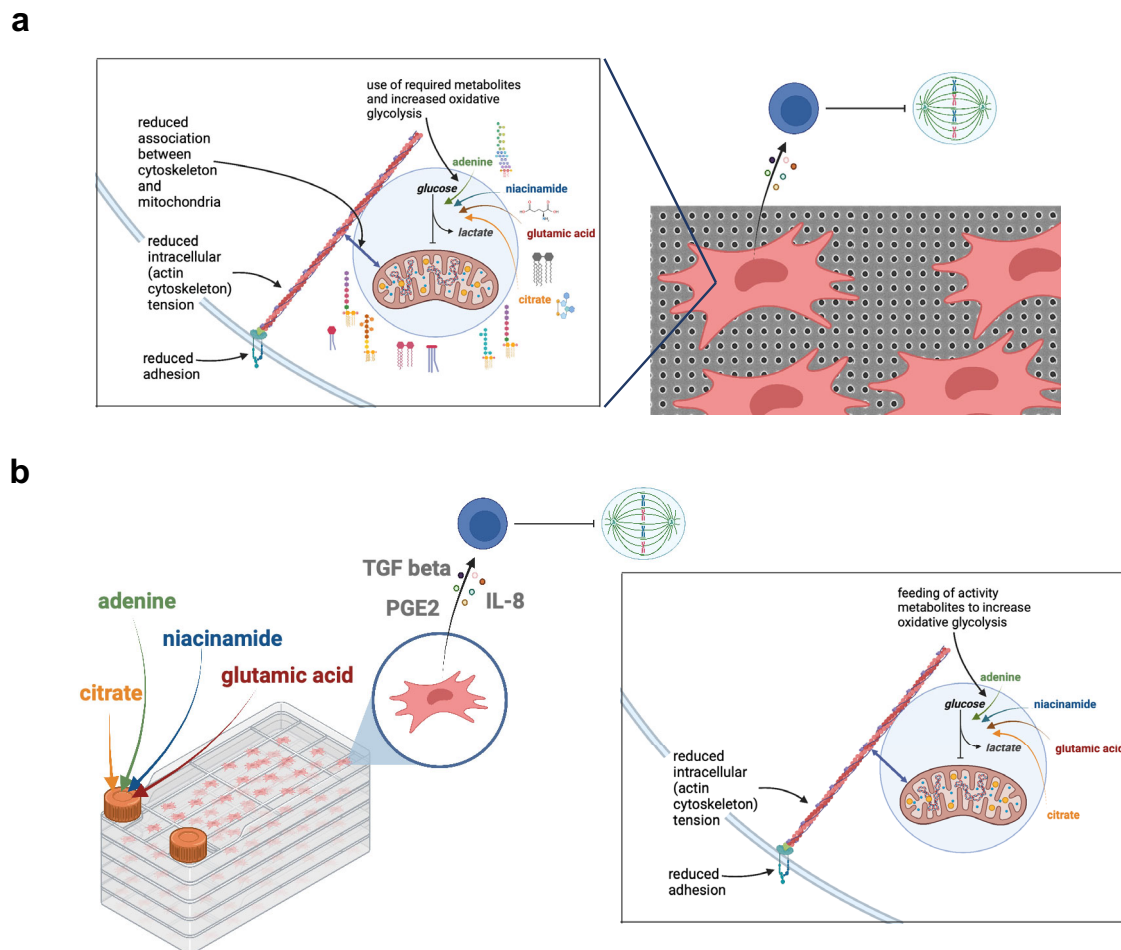 a
use of required metabolites
and increased oxidative
glycolysis
reduced
association
between
cytoskeleton
and
mitochondria
adenine
glucose
niacinamide
lactate
glutamic acid
reduced
intracellular
(actin
cytoskeleton)
tension
citrate
reduced
adhesion
b
TGF beta
PGE2
IL-8
adenine
niacinamide
glutamic acid
citrate
feeding of activity
metabolites to increase
oxidative glycolysis
adenine
glucose
niacinamide
lactate
glutamic acid
reduced
intracellular
(actin
cytoskeleton)
tension
citrate
reduced
adhesion